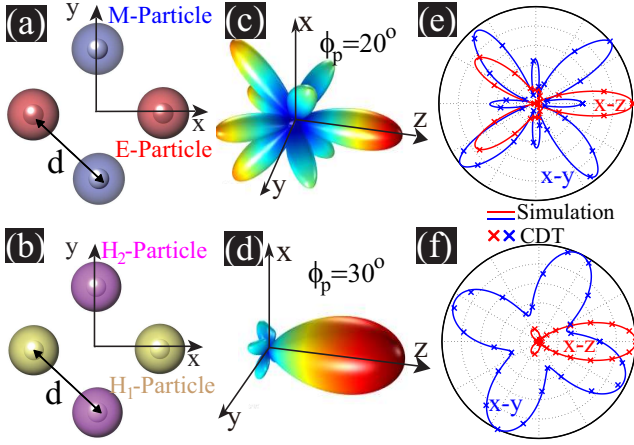 (a)
M-Particle
y
x
d
E-Particle
(c)
x
ϕp=20°
z
y
(e)
x-z
x-y
Simulation
CDT
(b)
H2-Particle
y
x
d
H1-Particle
(d)
x
ϕp=30°
z
y
(f)
x-z
x-y